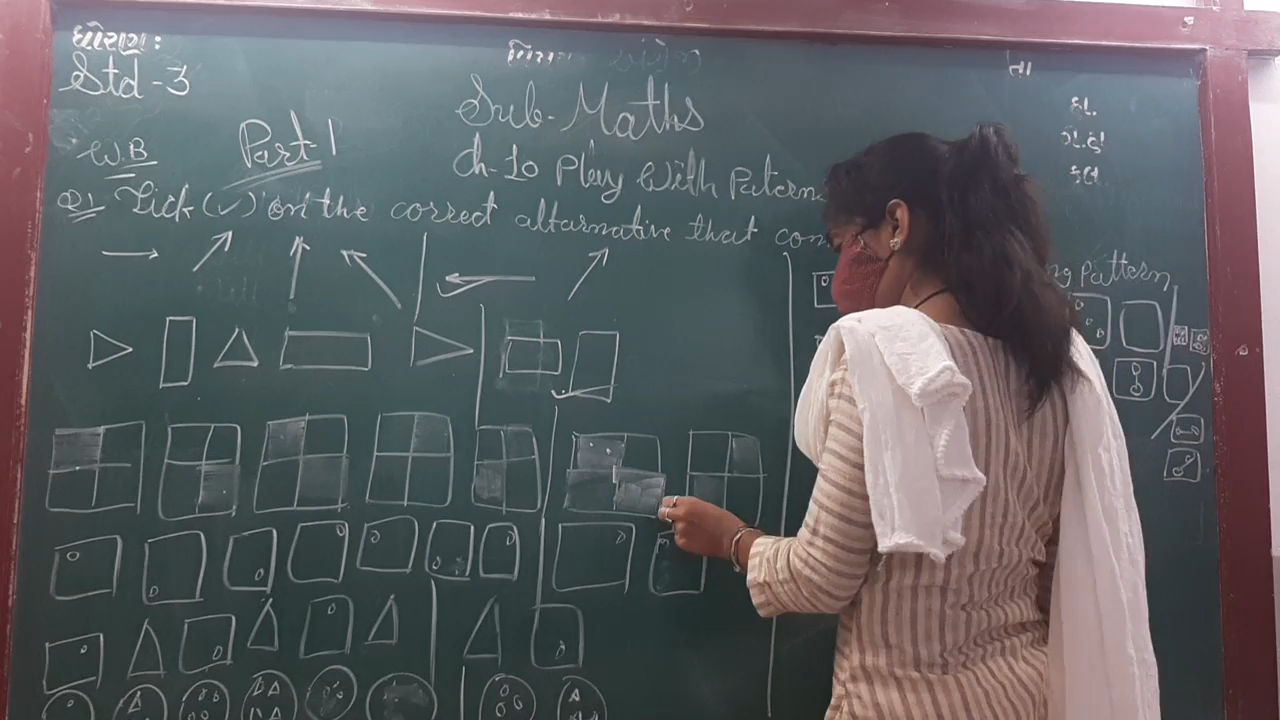 ધોરણ:
Std-3
Sub-Maths
W.B Part-1
Ch-10 Play With Patern
Q1 Tick (✓) on the correct altarnative that con
ng Pattern
તા